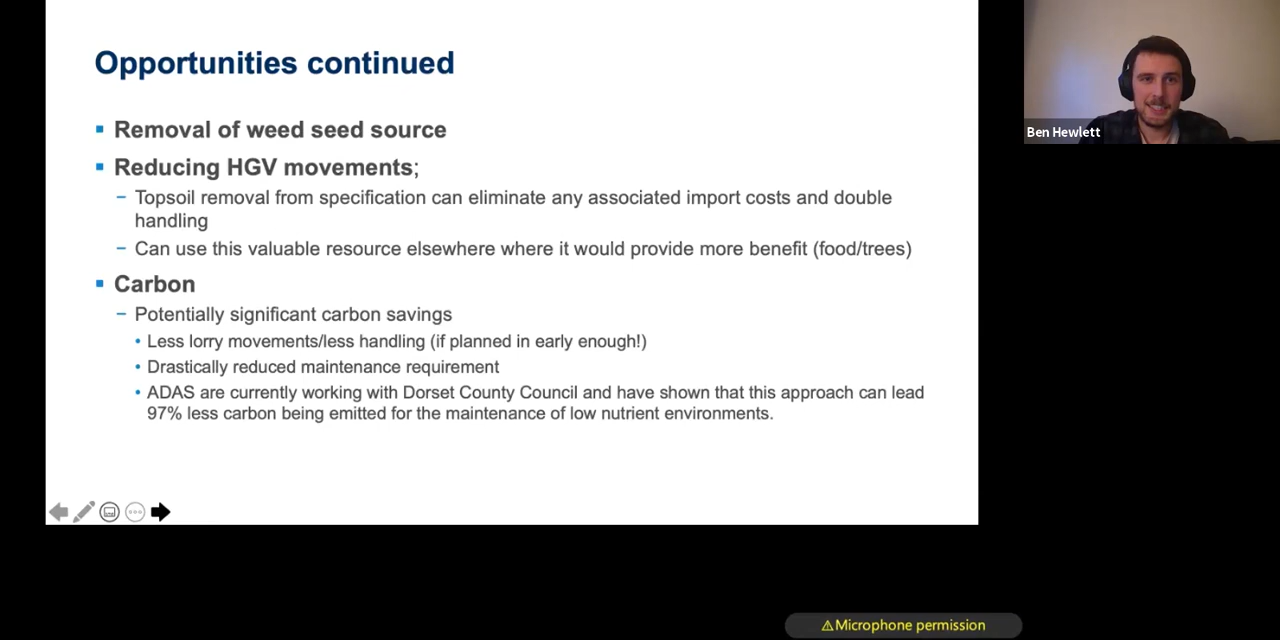 Opportunities continued
Removal of weed seed source
Reducing HGV movements;
Topsoil removal from specification can eliminate any associated import costs and double
handling
Can use this valuable resource elsewhere where it would provide more benefit (food/trees)
Carbon
Potentially significant carbon savings
Less lorry movements/less handling (if planned in early enough!)
Drastically reduced maintenance requirement
ADAS are currently working with Dorset County Council and have shown that this approach can lead
97% less carbon being emitted for the maintenance of low nutrient environments.
Ben Hewlett
Microphone permission